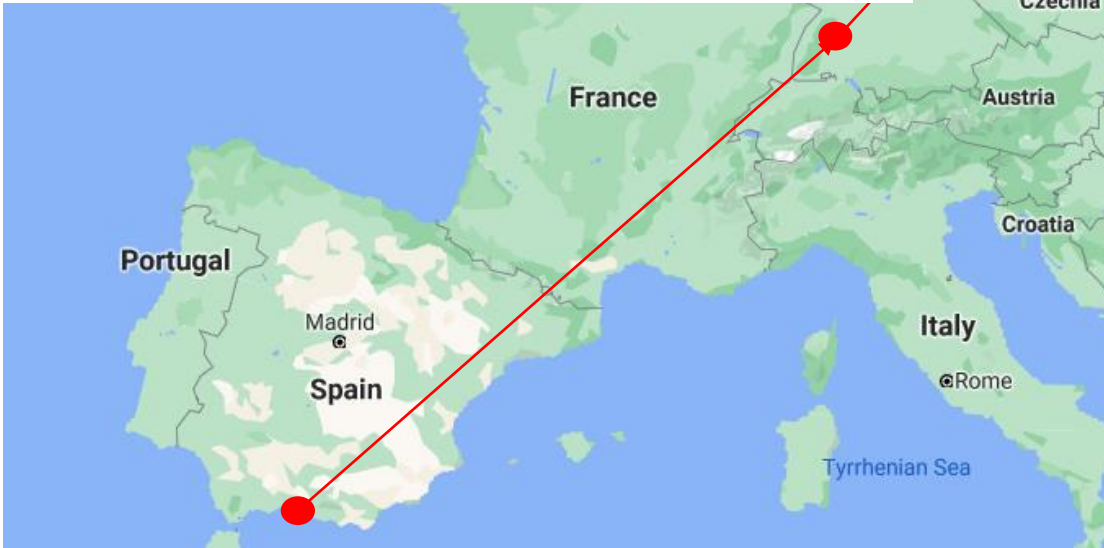 Czechia
France
Austria
Croatia
Portugal
Madrid
Italy
Spain
Rome
Tyrrhenian Sea